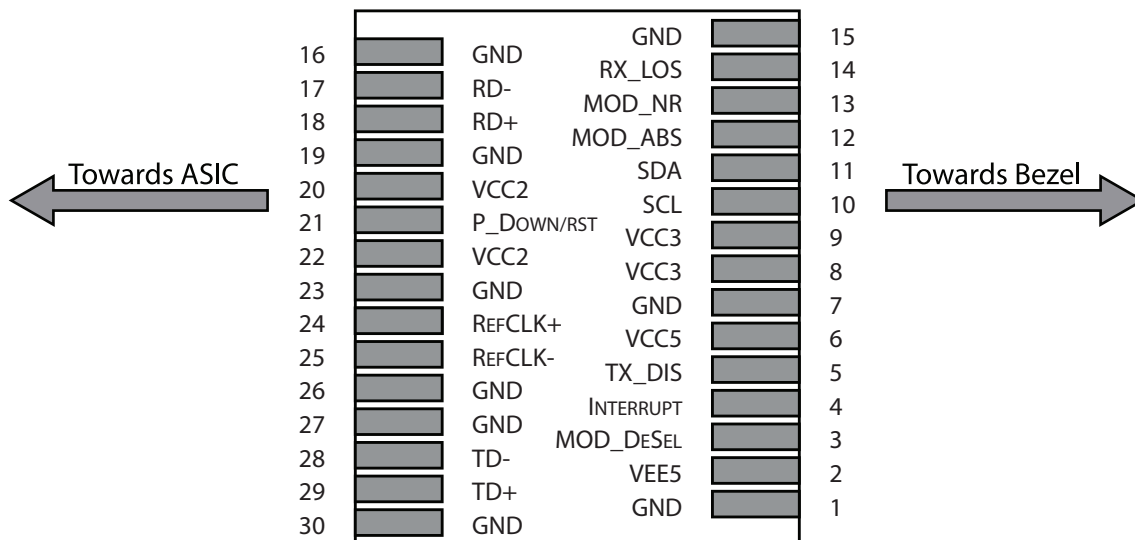 Towards ASIC
16 GND
17 RD-
18 RD+
19 GND
20 VCC2
21 P_DOWN/RST
22 VCC2
23 GND
24 REFCLK+
25 REFCLK-
26 GND
27 GND
28 TD-
29 TD+
30 GND
GND 15
RX_LOS 14
MOD_NR 13
MOD_ABS 12
SDA 11
SCL 10
VCC3 9
VCC3 8
GND 7
VCC5 6
TX_DIS 5
INTERRUPT 4
MOD_DESEL 3
VEE5 2
GND 1
Towards Bezel